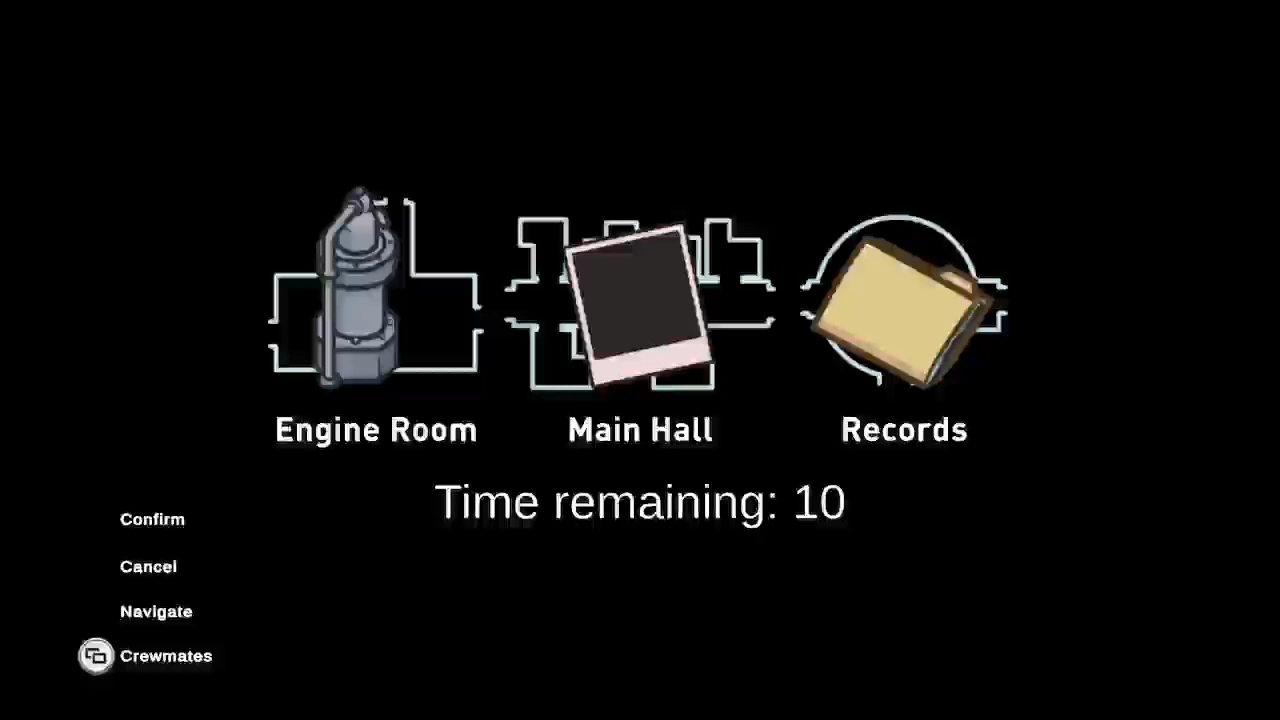 Engine Room
Main Hall
Records
Time remaining: 10
Confirm
Cancel
Navigate
Crewmates